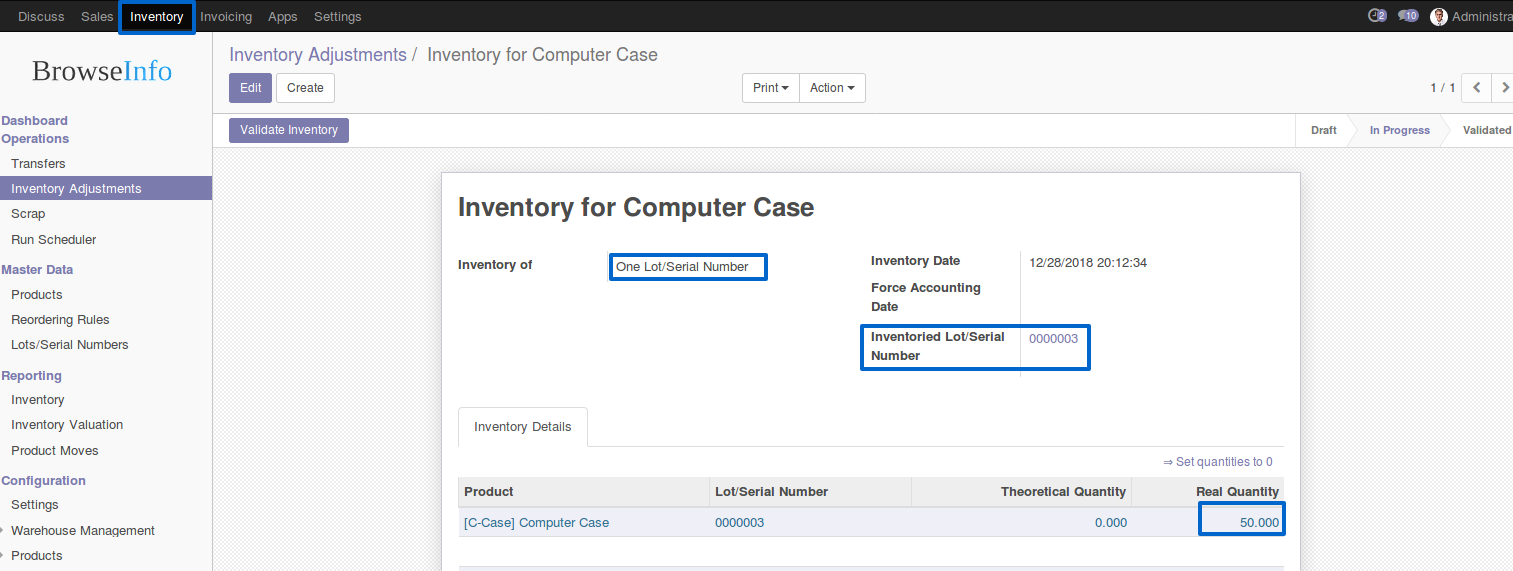 Discuss Sales Inventory Invoicing Apps Settings 2 10 Administra
BrowseInfo
Inventory Adjustments / Inventory for Computer Case
Edit Create Print Action 1 / 1
Validate Inventory Draft In Progress Validated
Dashboard
Operations
Transfers
Inventory Adjustments
Scrap
Run Scheduler
Master Data
Products
Reordering Rules
Lots/Serial Numbers
Reporting
Inventory
Inventory Valuation
Product Moves
Configuration
Settings
Warehouse Management
Products
Inventory for Computer Case
Inventory of One Lot/Serial Number
Inventory Date 12/28/2018 20:12:34
Force Accounting
Date
Inventoried Lot/Serial 0000003
Number
Inventory Details
⇒ Set quantities to 0
Product Lot/Serial Number Theoretical Quantity Real Quantity
[C-Case] Computer Case 0000003 0.000 50.000